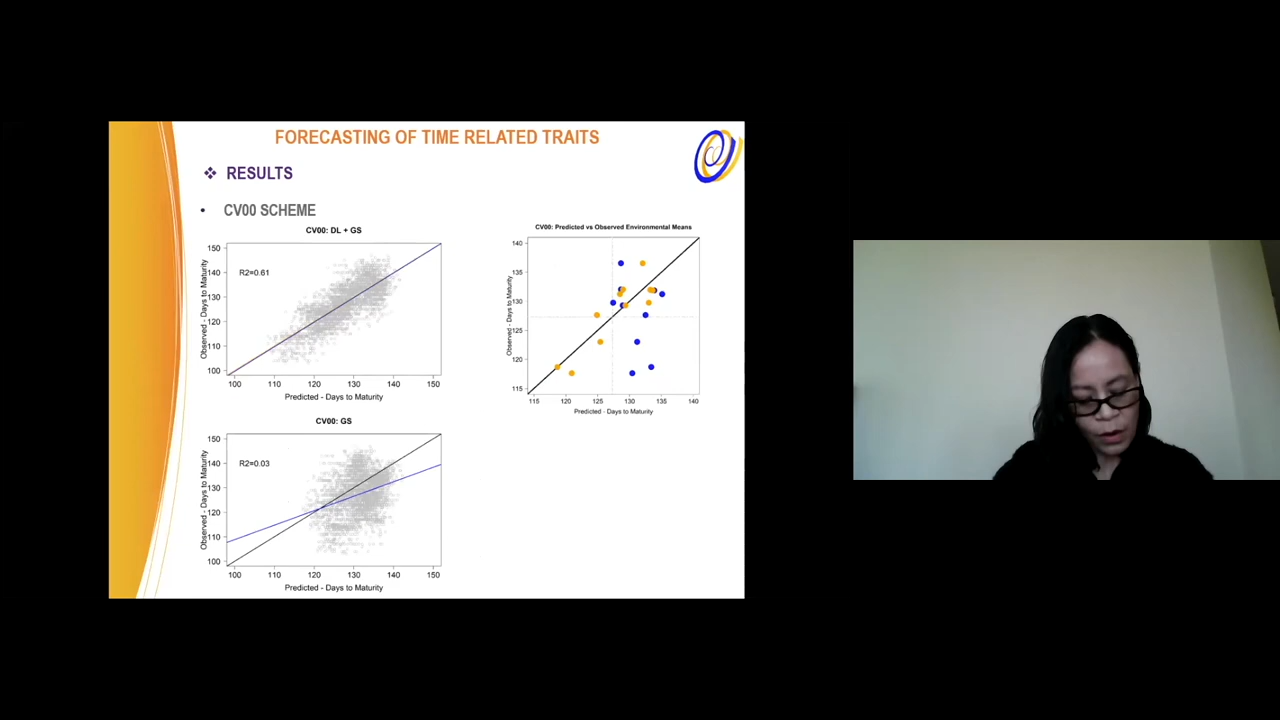 FORECASTING OF TIME RELATED TRAITS
❖ RESULTS
• CV00 SCHEME
CV00: DL + GS
R2=0.61
150
140
130
120
110
100
Observed - Days to Maturity
100 110 120 130 140 150
Predicted - Days to Maturity
CV00: GS
R2=0.03
150
140
130
120
110
100
Observed - Days to Maturity
100 110 120 130 140 150
Predicted - Days to Maturity
CV00: Predicted vs Observed Environmental Means
140
135
130
125
120
115
Observed - Days to Maturity
115 120 125 130 135 140
Predicted - Days to Maturity